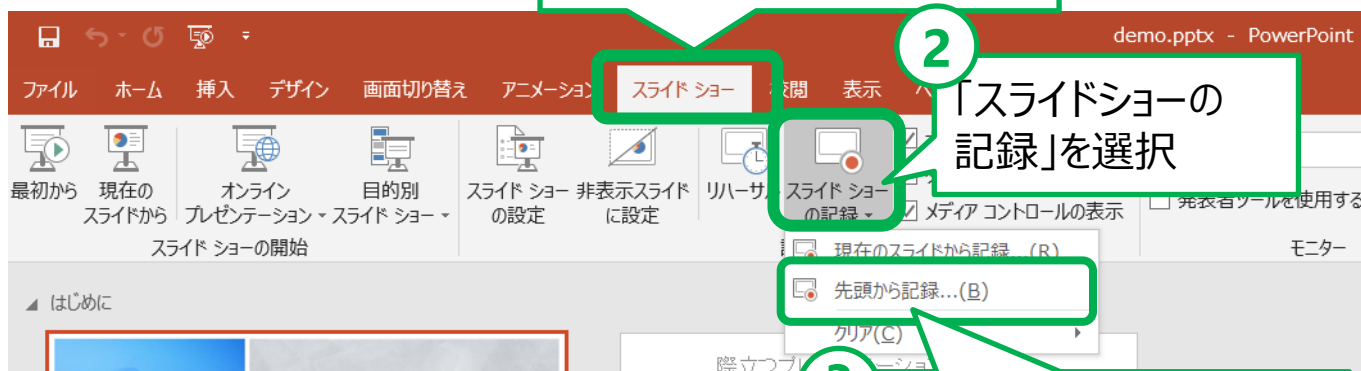 demo.pptx - PowerPoint
ファイル ホーム 挿入 デザイン 画面切り替え アニメーション スライド ショー 校閲 表示
2
「スライドショーの
記録」を選択
最初から 現在の オンライン 目的別 スライド ショー 非表示スライド リハーサル スライド ショー
スライドから プレゼンテーション スライド ショー の設定 に設定 の記録
メディア コントロールの表示
発表者ツールを使用する
スライド ショーの開始
モニター
現在のスライドから記録...(R)
先頭から記録...(B)
クリア(C)
はじめに
3